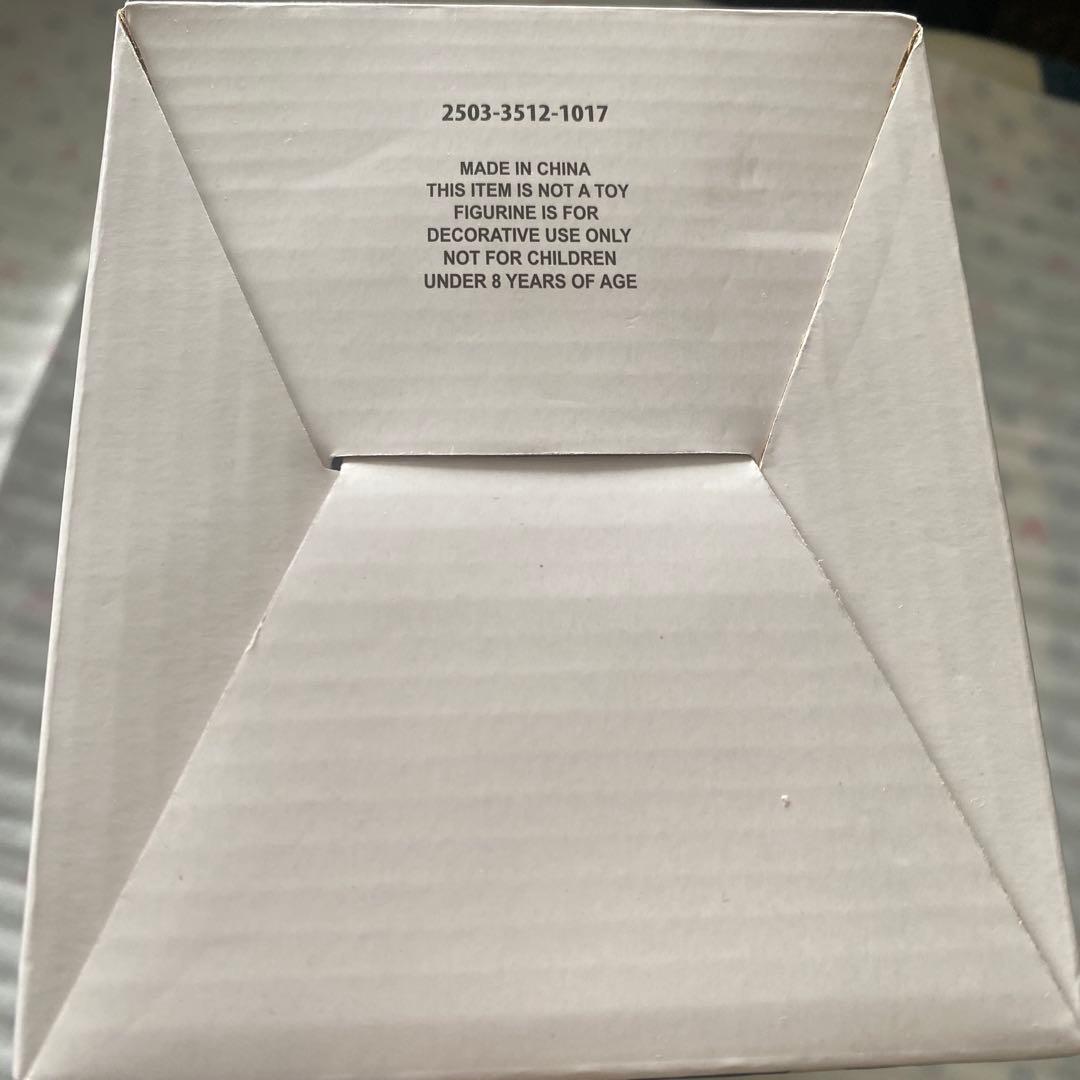 2503-3512-1017
MADE IN CHINA
THIS ITEM IS NOT A TOY
FIGURINE IS FOR
DECORATIVE USE ONLY
NOT FOR CHILDREN
UNDER 8 YEARS OF AGE